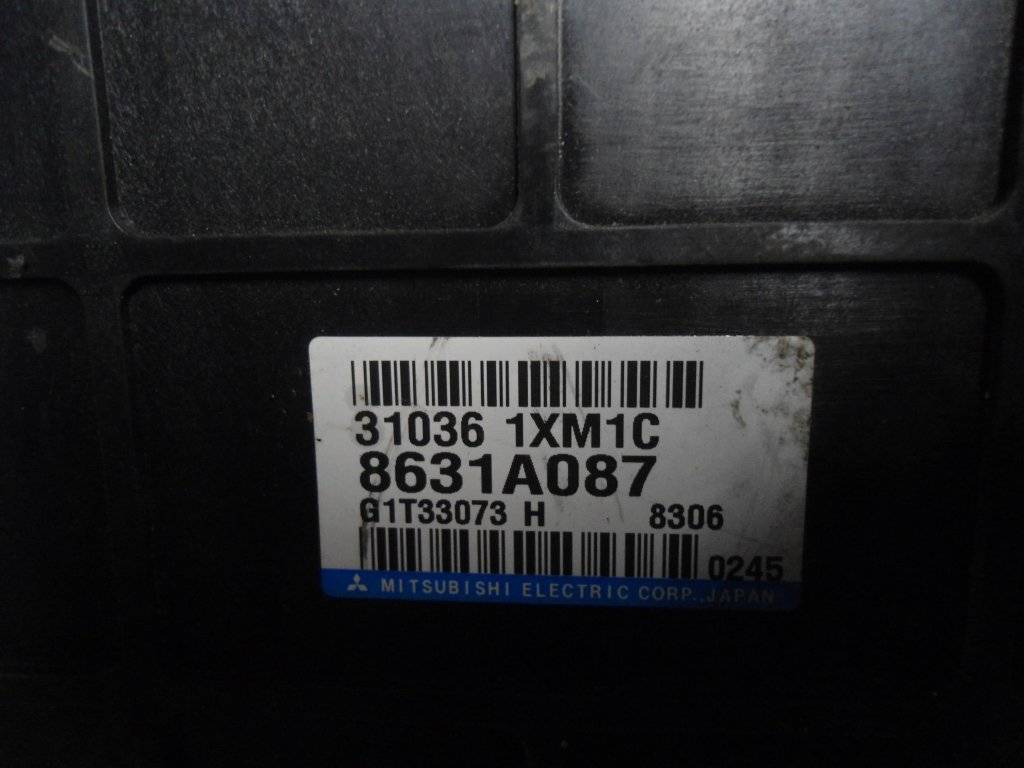 31036 1XM1C
8631A087
G1T33073 H 8306
0245
MITSUBISHI ELECTRIC CORP., JAPAN